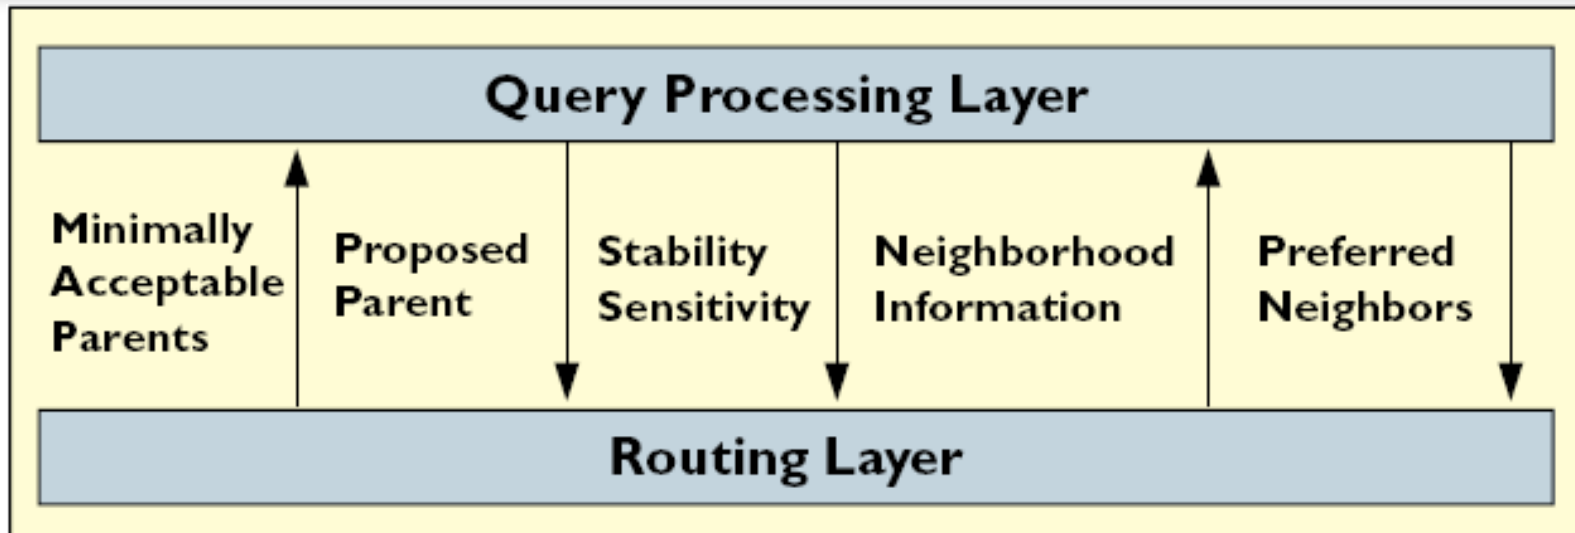 Query Processing Layer
Minimally
Acceptable
Parents
Proposed
Parent
Stability
Sensitivity
Neighborhood
Information
Preferred
Neighbors
Routing Layer